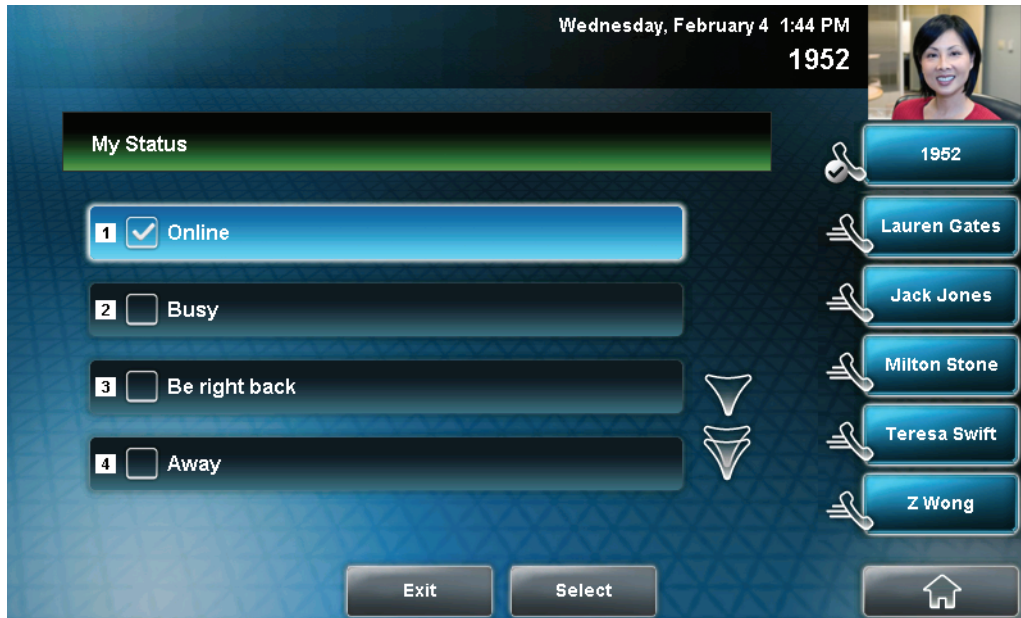 Wednesday, February 4 1:44 PM
1952
My Status
1 Online
2 Busy
3 Be right back
4 Away
1952
Lauren Gates
Jack Jones
Milton Stone
Teresa Swift
Z Wong
Exit
Select